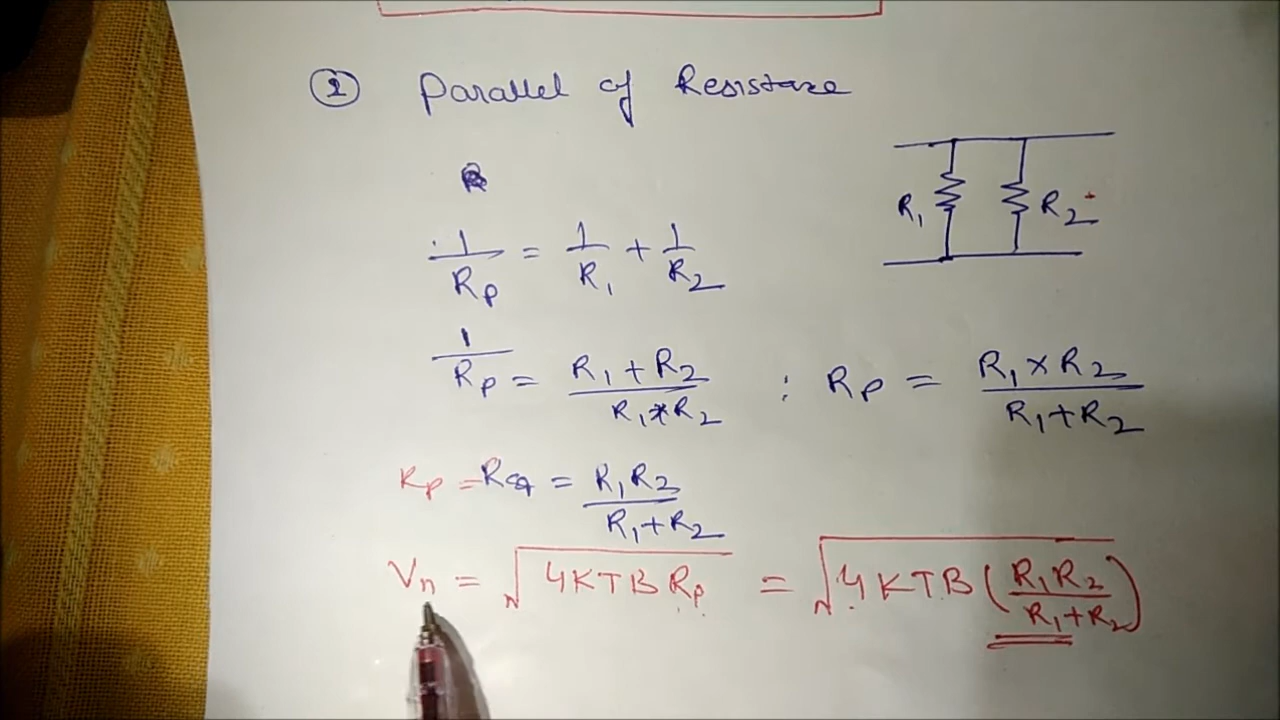 ② Parallel of Resistace
R₁ R₂
1/Rp = 1/R₁ + 1/R₂
1/Rp = (R₁ + R₂)/(R₁*R₂) : Rp = (R₁ × R₂)/(R₁ + R₂)
Rp = Req = R₁R₂/(R₁ + R₂)
Vn = √(4KTB Rp) = √(4KTB (R₁R₂/(R₁ + R₂)))